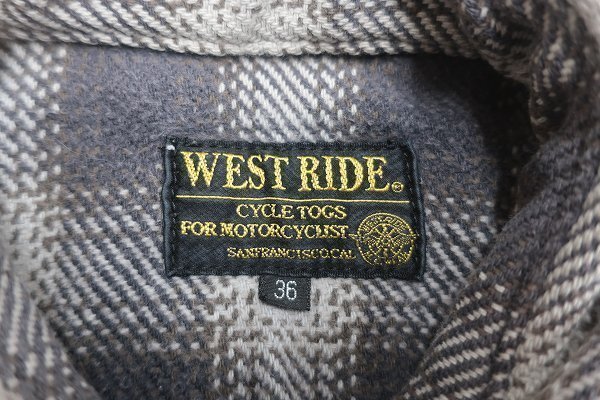 WEST RIDE®
CYCLE TOGS
FOR MOTORCYCLIST
SANFRANCISCO.CAL
36